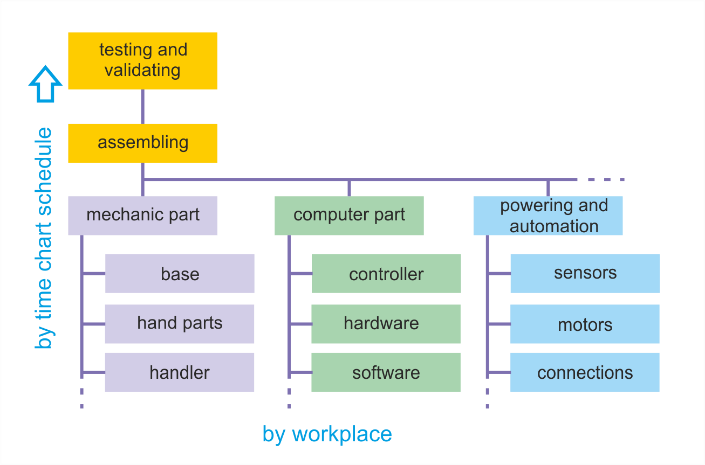 testing and
validating
assembling
by time chart schedule
mechanic part
computer part
powering and
automation
base
controller
sensors
hand parts
hardware
motors
handler
software
connections
by workplace